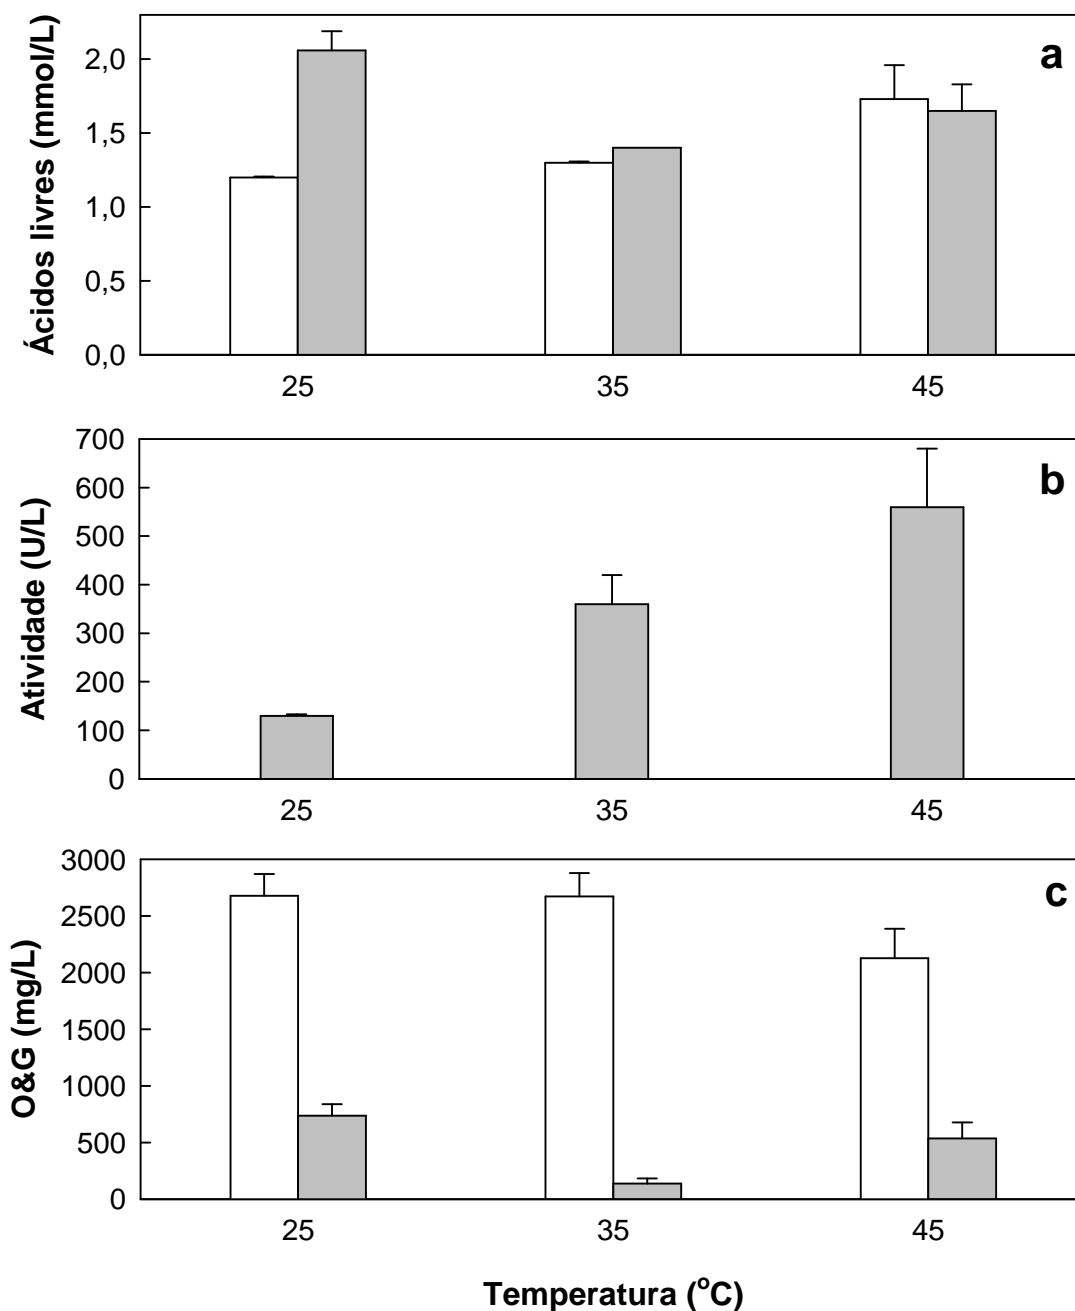 a
Ácidos livres (mmol/L)
2,0
1,5
1,0
0,5
0,0
25 35 45
b
Atividade (U/L)
700
600
500
400
300
200
100
0
25 35 45
c
O&G (mg/L)
3000
2500
2000
1500
1000
500
0
25 35 45
Temperatura (°C)